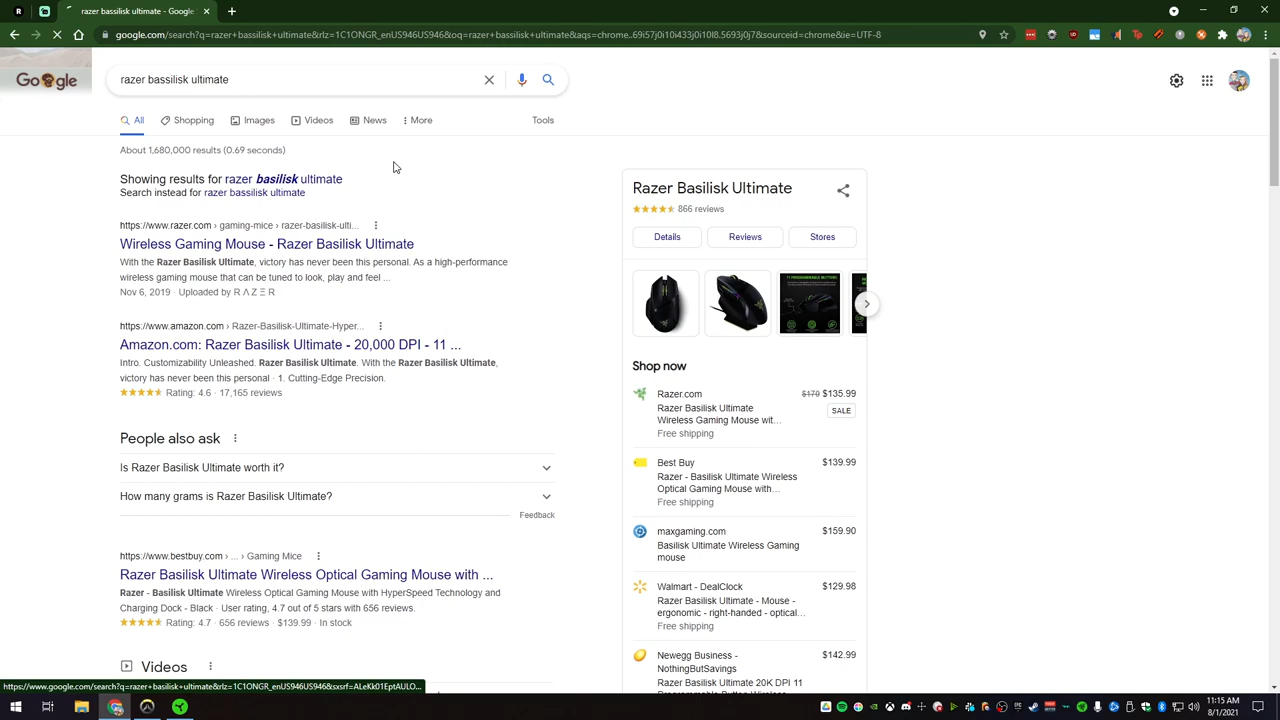 razer basilisk
google.com/search?q=razer+bassilisk+ultimate&rlz=1C1ONGR_enUS946US946&oq=razer+bassilisk+ultimate&aqs=chrome..69i57j0i10i433j0i10l8.5693j0j7&sourceid=chrome&ie=UTF-8
razer bassilisk ultimate
All
Shopping
Images
Videos
News
More
Tools
About 1,680,000 results (0.69 seconds)
Showing results for razer basilisk ultimate
Search instead for razer bassilisk ultimate
https://www.razer.com › gaming-mice › razer-basilisk-ulti...
Wireless Gaming Mouse - Razer Basilisk Ultimate
With the Razer Basilisk Ultimate, victory has never been this personal. As a high-performance
wireless gaming mouse that can be tuned to look, play and feel ...
Nov 6, 2019 · Uploaded by R Λ Z Ξ R
https://www.amazon.com › Razer-Basilisk-Ultimate-Hyper...
Amazon.com: Razer Basilisk Ultimate - 20,000 DPI - 11 ...
Intro. Customizability Unleashed. Razer Basilisk Ultimate. With the Razer Basilisk Ultimate,
victory has never been this personal · 1. Cutting-Edge Precision.
Rating: 4.6 · 17,165 reviews
People also ask
Is Razer Basilisk Ultimate worth it?
How many grams is Razer Basilisk Ultimate?
Feedback
https://www.bestbuy.com › ... › Gaming Mice
Razer Basilisk Ultimate Wireless Optical Gaming Mouse with ...
Razer - Basilisk Ultimate Wireless Optical Gaming Mouse with HyperSpeed Technology and
Charging Dock - Black · User rating, 4.7 out of 5 stars with 656 reviews.
Rating: 4.7 · 656 reviews · $139.99 · In stock
Videos
Razer Basilisk Ultimate
866 reviews
Details
Reviews
Stores
11 PROGRAMMABLE BUTTONS
Shop now
Razer.com
$170 $135.99
Razer Basilisk Ultimate
SALE
Wireless Gaming Mouse wit...
Free shipping
Best Buy
$139.99
Razer - Basilisk Ultimate Wireless
Optical Gaming Mouse with...
Free shipping
maxgaming.com
$159.90
Basilisk Ultimate Wireless Gaming
mouse
Walmart - DealClock
$129.98
Razer Basilisk Ultimate - Mouse -
ergonomic - right-handed - optical...
Free shipping
Newegg Business -
$142.99
NothingButSavings
Razer Basilisk Ultimate 20K DPI 11
Programmable Button Wireless
https://www.google.com/search?q=razer+basilisk+ultimate&rlz=1C1ONGR_enUS946US946&sxsrf=ALeKk01EptAULO...
11:15 AM
8/1/2021